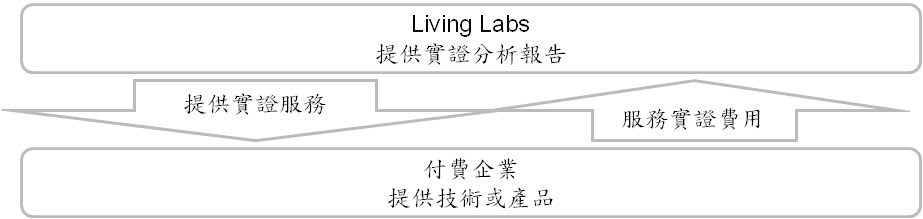 Living Labs
提供實證分析報告
提供實證服務
服務實證費用
付費企業
提供技術或產品